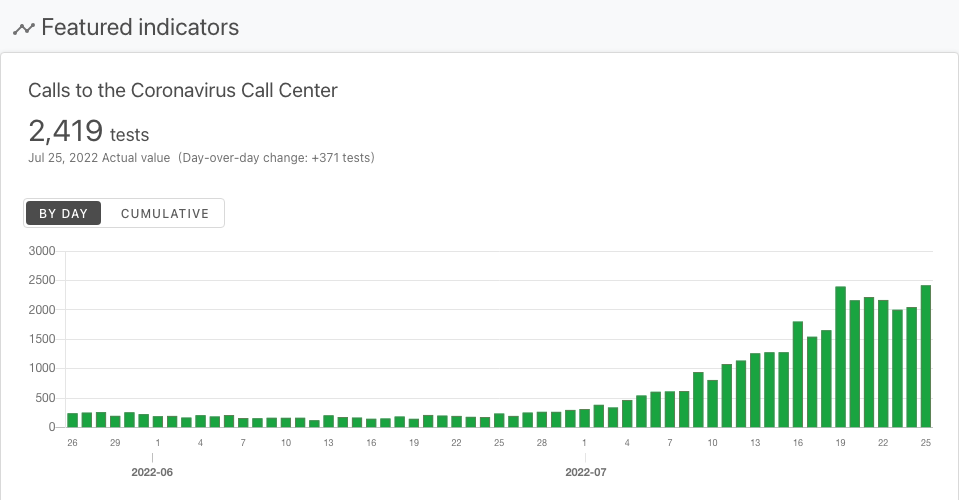 Featured indicators
Calls to the Coronavirus Call Center
2,419 tests
Jul 25, 2022 Actual value (Day-over-day change: +371 tests)
BY DAY CUMULATIVE
3000
2500
2000
1500
1000
500
0
26 29 1 4 7 10 13 16 19 22 25 28 1 4 7 10 13 16 19 22 25
2022-06 2022-07